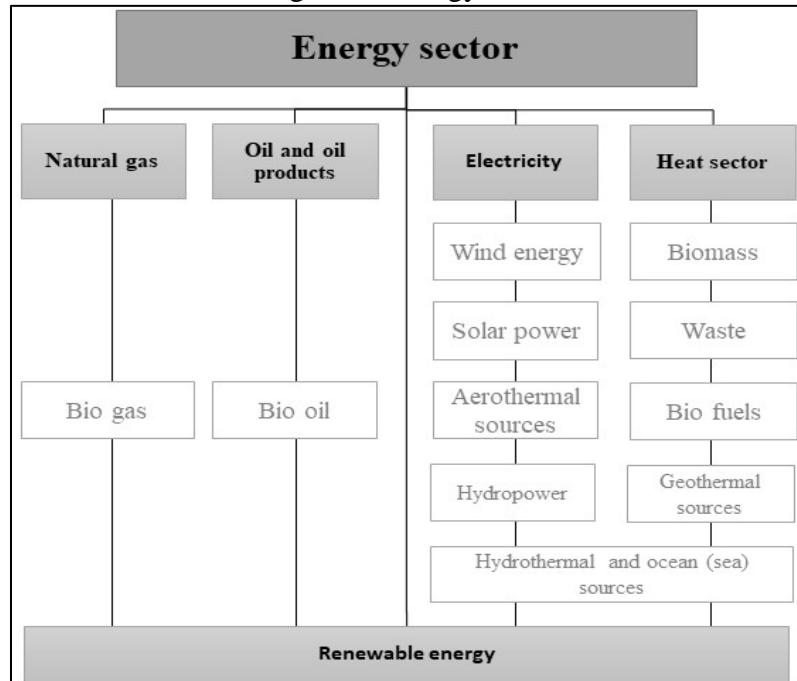 Energy sector
Natural gas
Oil and oil
products
Electricity
Heat sector
Wind energy
Biomass
Solar power
Waste
Bio gas
Bio oil
Aerothermal
sources
Bio fuels
Hydropower
Geothermal
sources
Hydrothermal and ocean (sea)
sources
Renewable energy